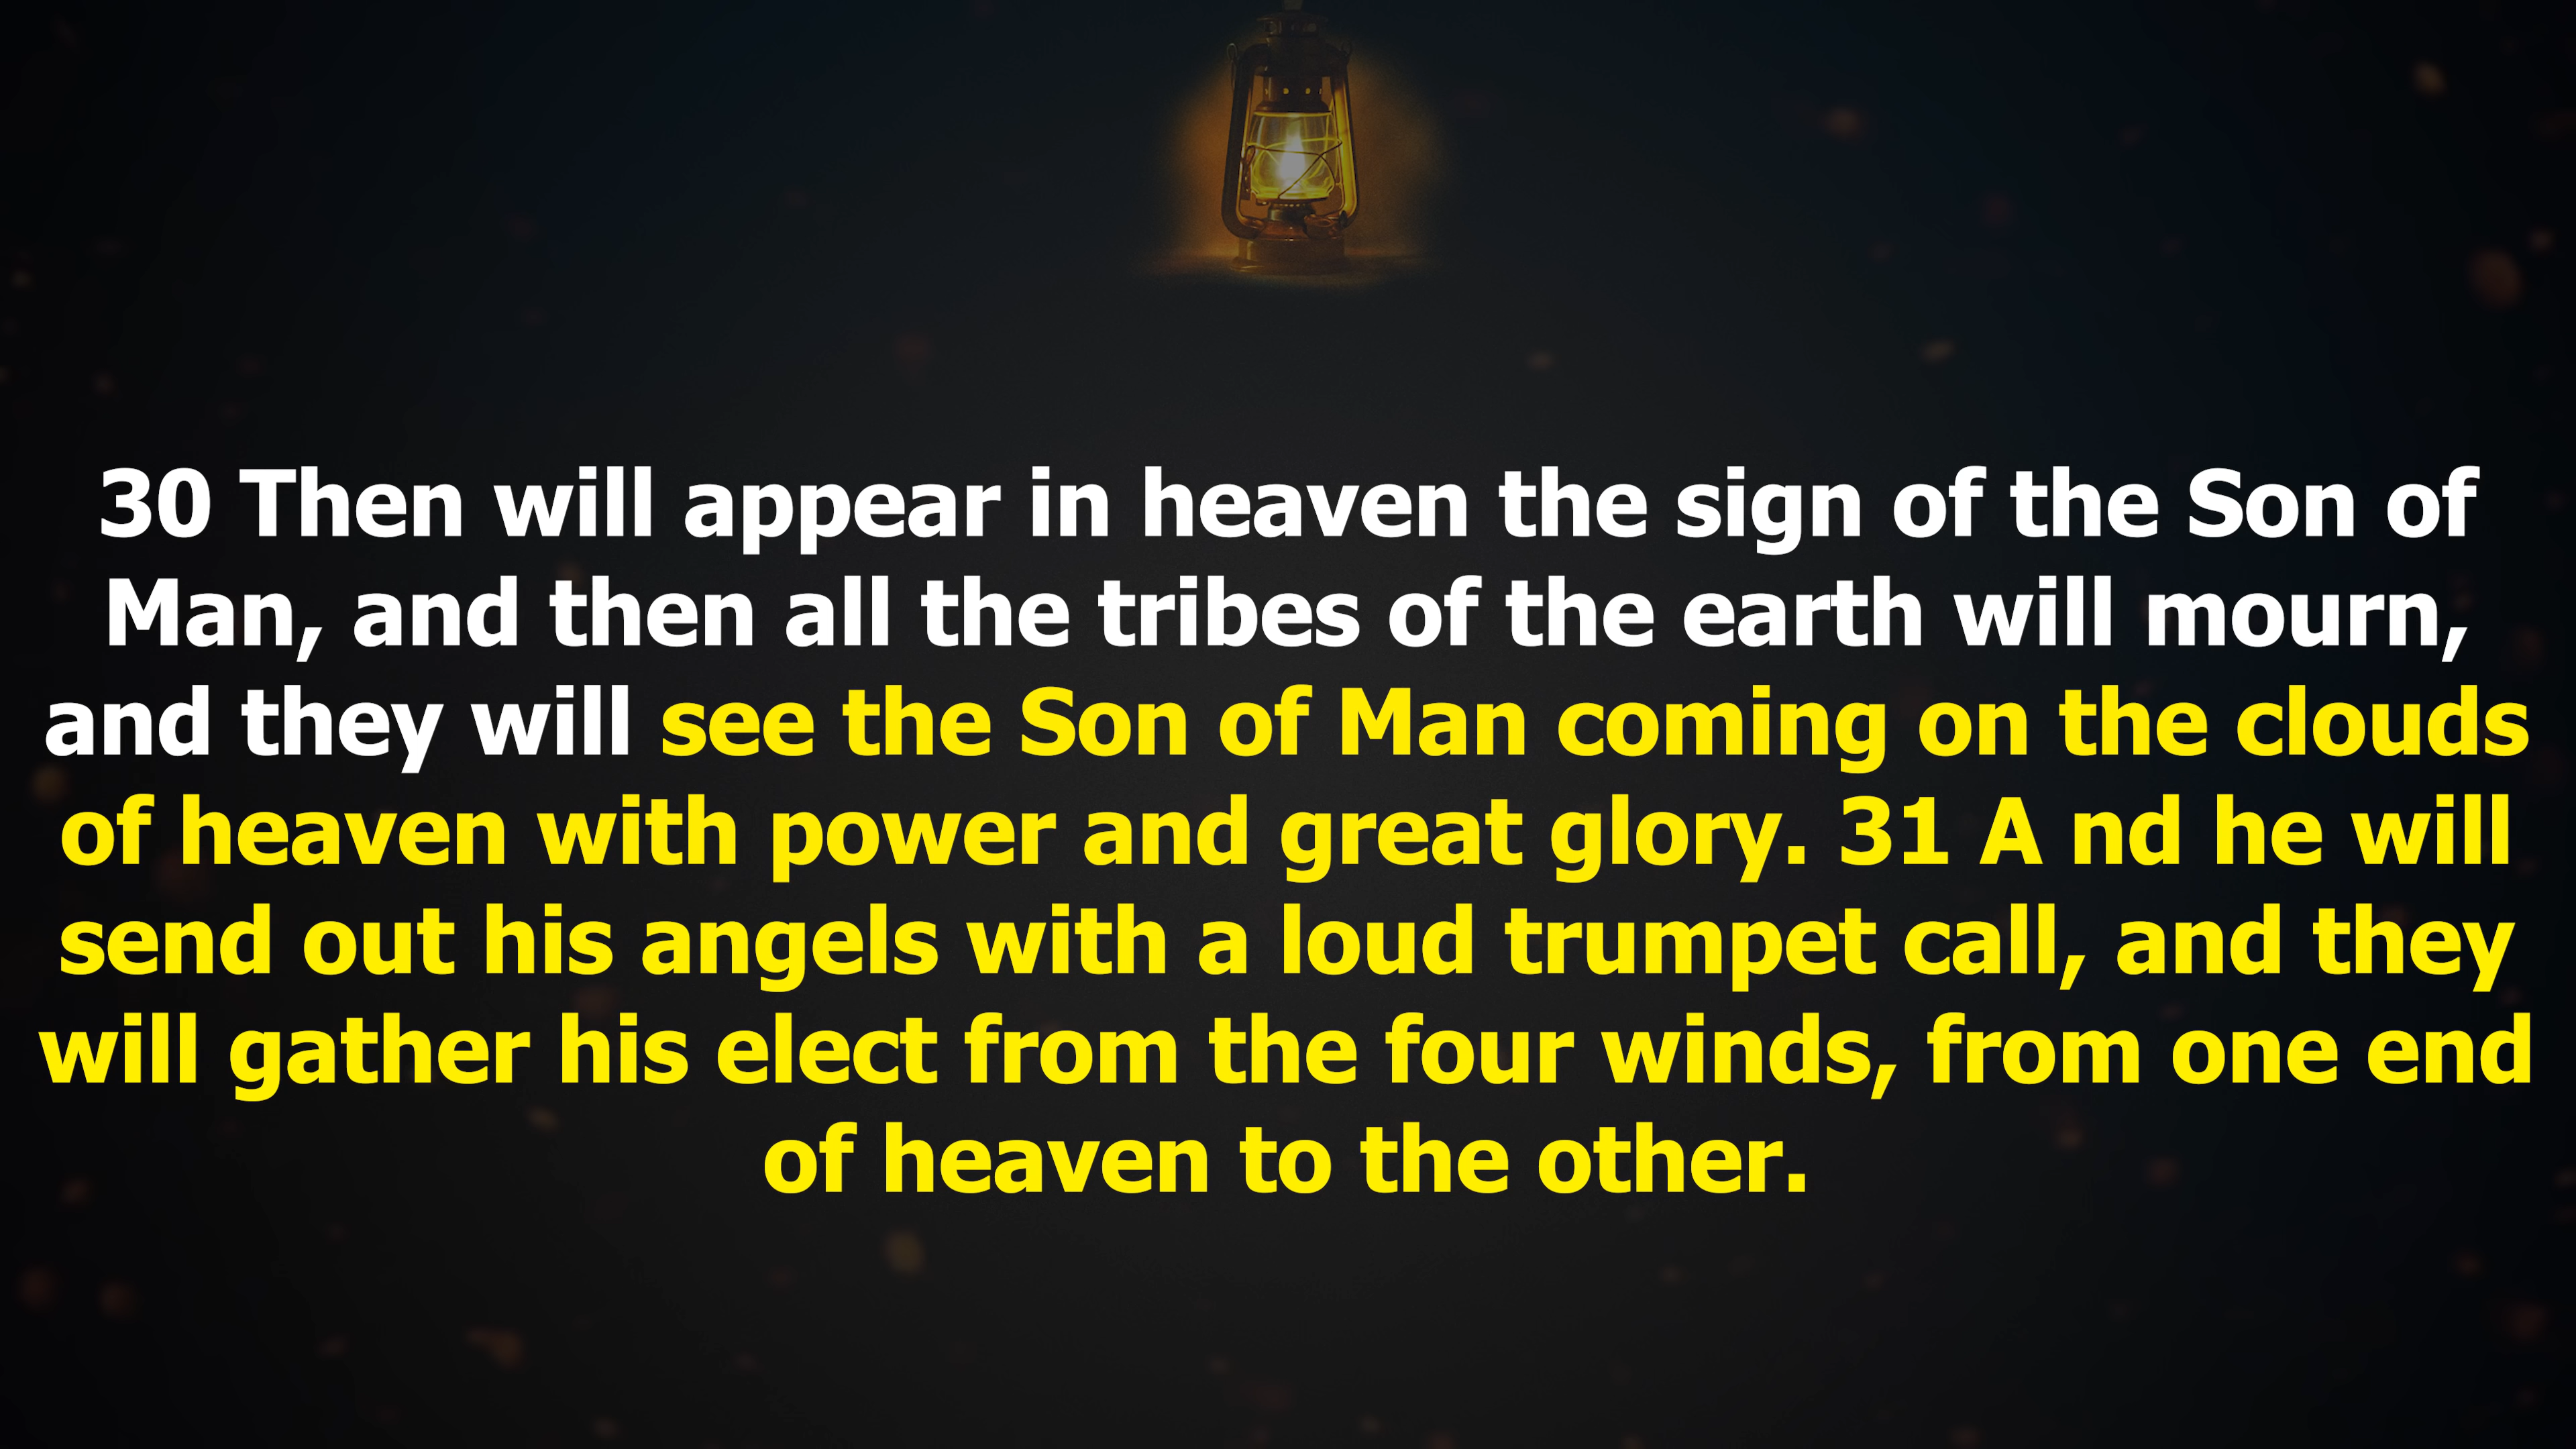 30 Then will appear in heaven the sign of the Son of
Man, and then all the tribes of the earth will mourn,
and they will see the Son of Man coming on the clouds
of heaven with power and great glory. 31 A nd he will
send out his angels with a loud trumpet call, and they
will gather his elect from the four winds, from one end
of heaven to the other.